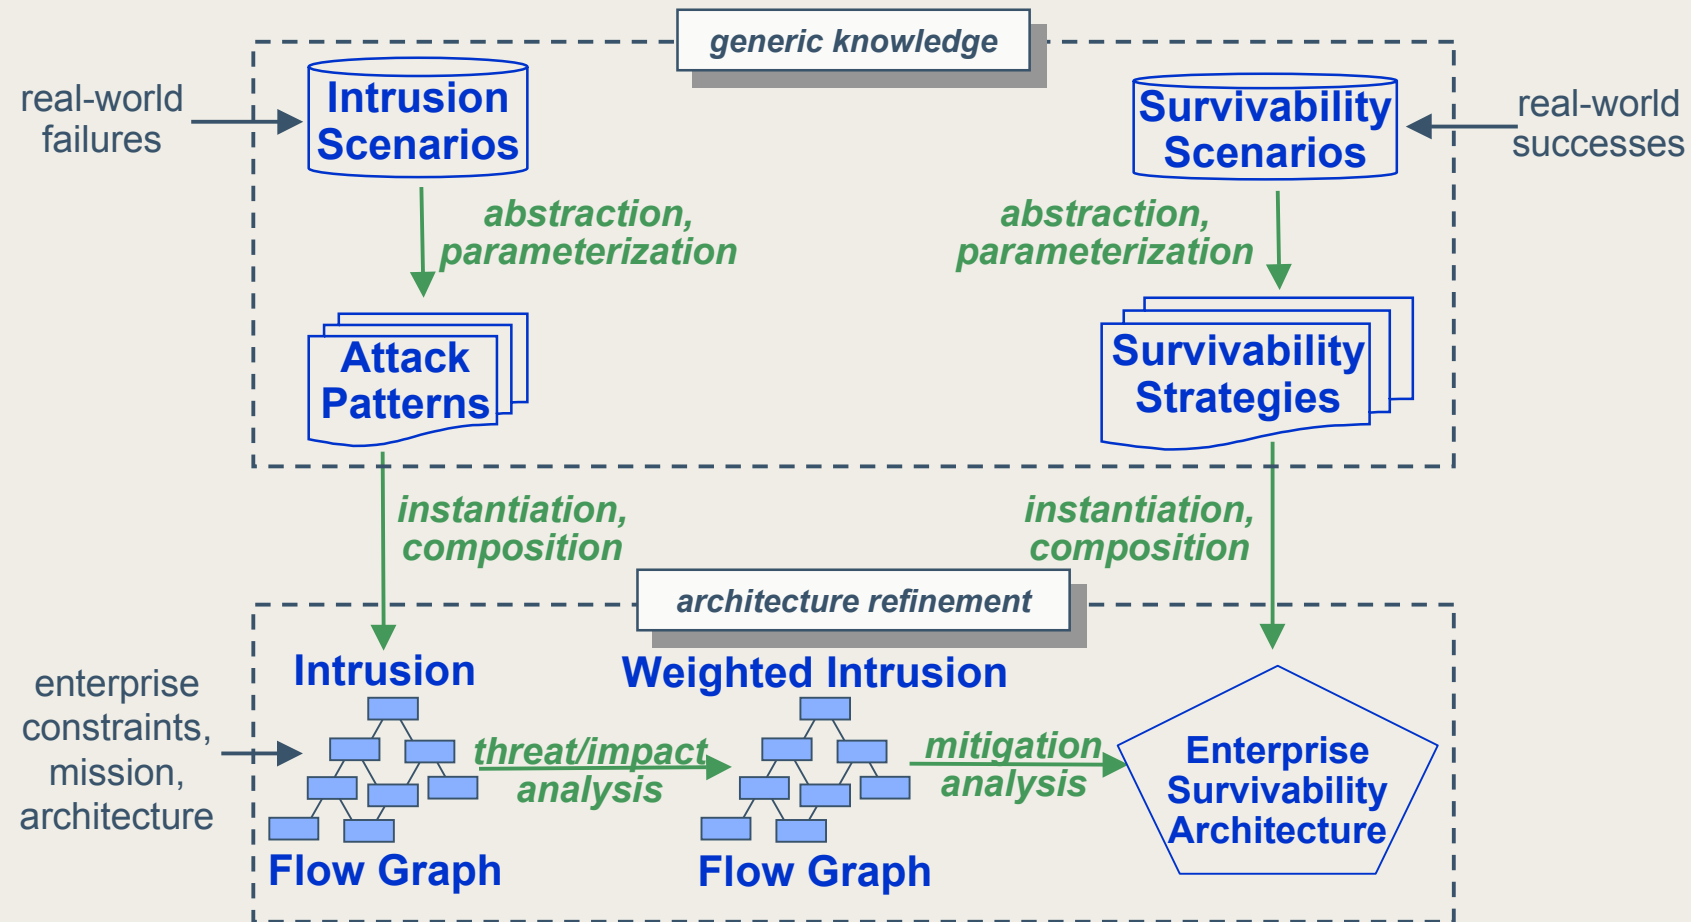 generic knowledge
real-world
failures
Intrusion
Scenarios
Survivability
Scenarios
real-world
successes
abstraction,
parameterization
abstraction,
parameterization
Attack
Patterns
Survivability
Strategies
instantiation,
composition
instantiation,
composition
architecture refinement
enterprise
constraints,
mission,
architecture
Intrusion
Flow Graph
threat/impact
analysis
Weighted Intrusion
Flow Graph
mitigation
analysis
Enterprise
Survivability
Architecture